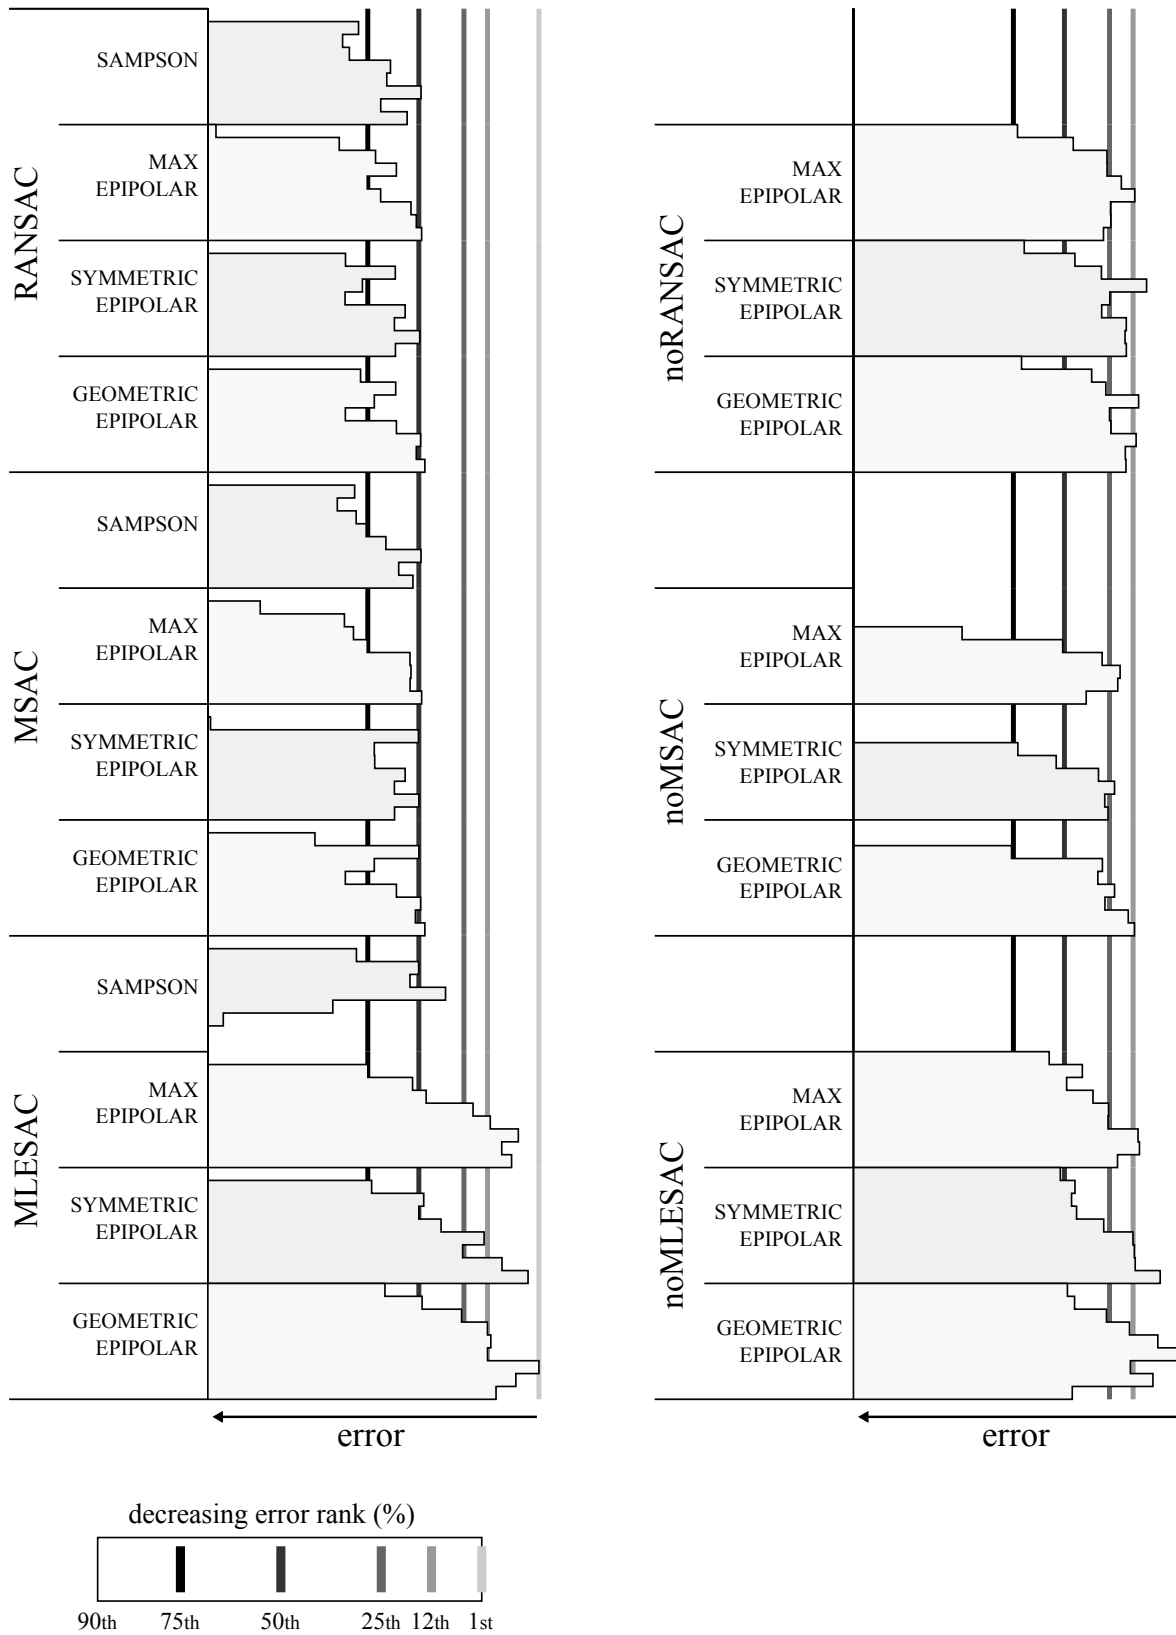 RANSAC
SAMPSON
MAX
EPIPOLAR
SYMMETRIC
EPIPOLAR
GEOMETRIC
EPIPOLAR
MSAC
SAMPSON
MAX
EPIPOLAR
SYMMETRIC
EPIPOLAR
GEOMETRIC
EPIPOLAR
MLESAC
SAMPSON
MAX
EPIPOLAR
SYMMETRIC
EPIPOLAR
GEOMETRIC
EPIPOLAR
error
noRANSAC
MAX
EPIPOLAR
SYMMETRIC
EPIPOLAR
GEOMETRIC
EPIPOLAR
noMSAC
MAX
EPIPOLAR
SYMMETRIC
EPIPOLAR
GEOMETRIC
EPIPOLAR
noMLESAC
MAX
EPIPOLAR
SYMMETRIC
EPIPOLAR
GEOMETRIC
EPIPOLAR
error
decreasing error rank (%)
90th 75th 50th 25th 12th 1st